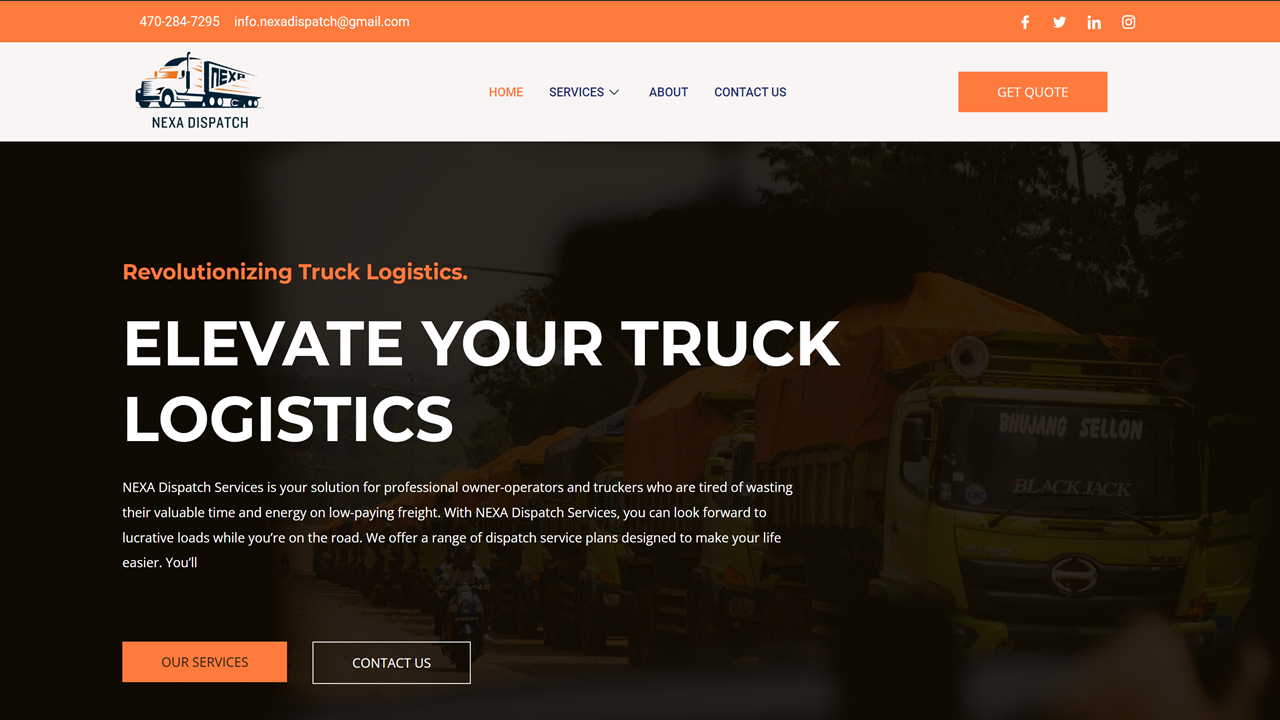 470-284-7295 info.nexadispatch@gmail.com
NEXA DISPATCH
HOME SERVICES ABOUT CONTACT US
GET QUOTE
Revolutionizing Truck Logistics.
ELEVATE YOUR TRUCK
LOGISTICS
NEXA Dispatch Services is your solution for professional owner-operators and truckers who are tired of wasting
their valuable time and energy on low-paying freight. With NEXA Dispatch Services, you can look forward to
lucrative loads while you’re on the road. We offer a range of dispatch service plans designed to make your life
easier. You’ll
OUR SERVICES CONTACT US
BHUJANG SELLON
BLACK JACK